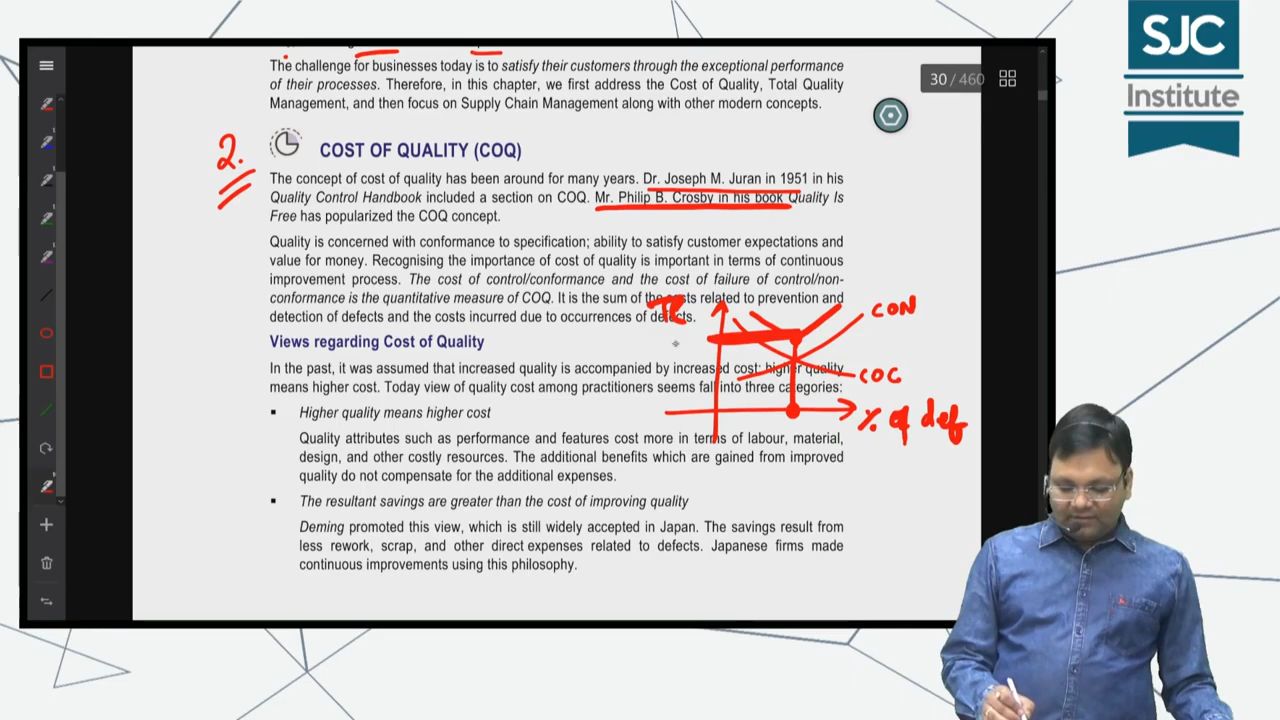 SJC
Institute
30 / 460
The challenge for businesses today is to satisfy their customers through the exceptional performance
of their processes. Therefore, in this chapter, we first address the Cost of Quality, Total Quality
Management, and then focus on Supply Chain Management along with other modern concepts.
2.
COST OF QUALITY (COQ)
The concept of cost of quality has been around for many years. Dr. Joseph M. Juran in 1951 in his
Quality Control Handbook included a section on COQ. Mr. Philip B. Crosby in his book Quality Is
Free has popularized the COQ concept.
Quality is concerned with conformance to specification; ability to satisfy customer expectations and
value for money. Recognising the importance of cost of quality is important in terms of continuous
improvement process. The cost of control/conformance and the cost of failure of control/non-
conformance is the quantitative measure of COQ. It is the sum of the costs related to prevention and
detection of defects and the costs incurred due to occurrences of defects.
CON
Views regarding Cost of Quality
In the past, it was assumed that increased quality is accompanied by increased cost; higher quality
COC
means higher cost. Today view of quality cost among practitioners seems fall into three categories:
% of def
▪ Higher quality means higher cost
Quality attributes such as performance and features cost more in terms of labour, material,
design, and other costly resources. The additional benefits which are gained from improved
quality do not compensate for the additional expenses.
▪ The resultant savings are greater than the cost of improving quality
Deming promoted this view, which is still widely accepted in Japan. The savings result from
less rework, scrap, and other direct expenses related to defects. Japanese firms made
continuous improvements using this philosophy.